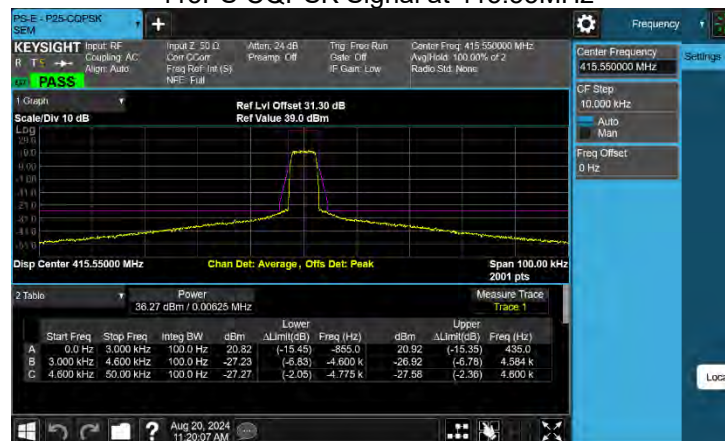 PS-E - P25-CQPSK
SEM
KEYSIGHT Input: RF Input Z: 50 Ω Atten: 24 dB Trig: Free Run Center Freq: 415.550000 MHz
Coupling: AC Corr CCorr Preamp: Off Gate: Off Avg|Hold: 100.00% of 2
Align: Auto Freq Ref: Int (S) IF Gain: Low Radio Std: None
NFE: Full
PASS
Frequency
Center Frequency
415.550000 MHz
Settings
CF Step
10.000 kHz
Auto
Man
Freq Offset
0 Hz
1 Graph
Scale/Div 10 dB
Ref Lvl Offset 31.30 dB
Ref Value 39.0 dBm
Log
Disp Center 415.55000 MHz
Chan Det: Average, Offs Det: Peak
Span 100.00 kHz
2001 pts
2 Table
Power
36.27 dBm / 0.00625 MHz
Measure Trace
Trace 1
Lower Upper
Start Freq Stop Freq Integ BW dBm ΔLimit(dB) Freq (Hz) dBm ΔLimit(dB) Freq (Hz)
A 0.0 Hz 3.000 kHz 100.0 Hz 20.82 (-15.45) -865.0 20.92 (-15.35) 435.0
B 3.000 kHz 4.600 kHz 100.0 Hz -27.23 (-6.83) -4.600 k -26.92 (-6.78) 4.584 k
C 4.600 kHz 50.00 kHz 100.0 Hz -27.27 (-2.05) -4.775 k -27.58 (-2.36) 4.600 k
Aug 20, 2024
11:20:07 AM